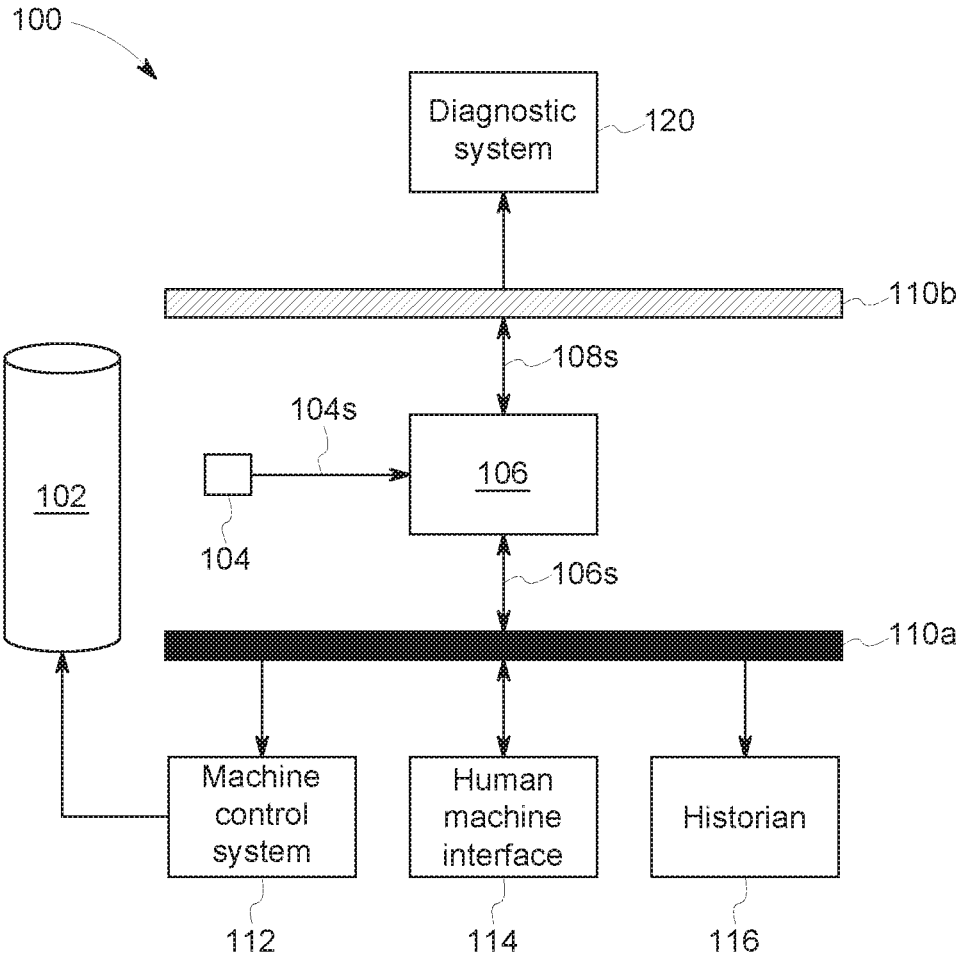 100
Diagnostic
system
120
110b
108s
104s
102
106
104
106s
110a
Machine
control
system
Human
machine
interface
Historian
112
114
116